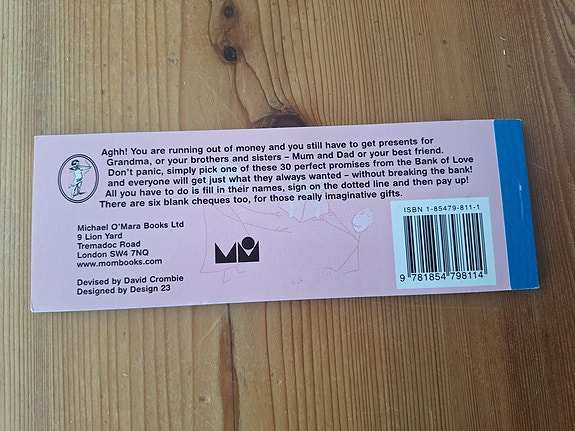 Aghh! You are running out of money and you still have to get presents for
Grandma, or your brothers and sisters – Mum and Dad or your best friend.
Don't panic, simply pick one of these 30 perfect promises from the Bank of Love
and everyone will get just what they always wanted – without breaking the bank!
All you have to do is fill in their names, sign on the dotted line and then pay up!
There are six blank cheques too, for those really imaginative gifts.
Michael O'Mara Books Ltd
9 Lion Yard
Tremadoc Road
London SW4 7NQ
www.mombooks.com
Devised by David Crombie
Designed by Design 23
MOM
ISBN 1-85479-811-1
9 781854 798114